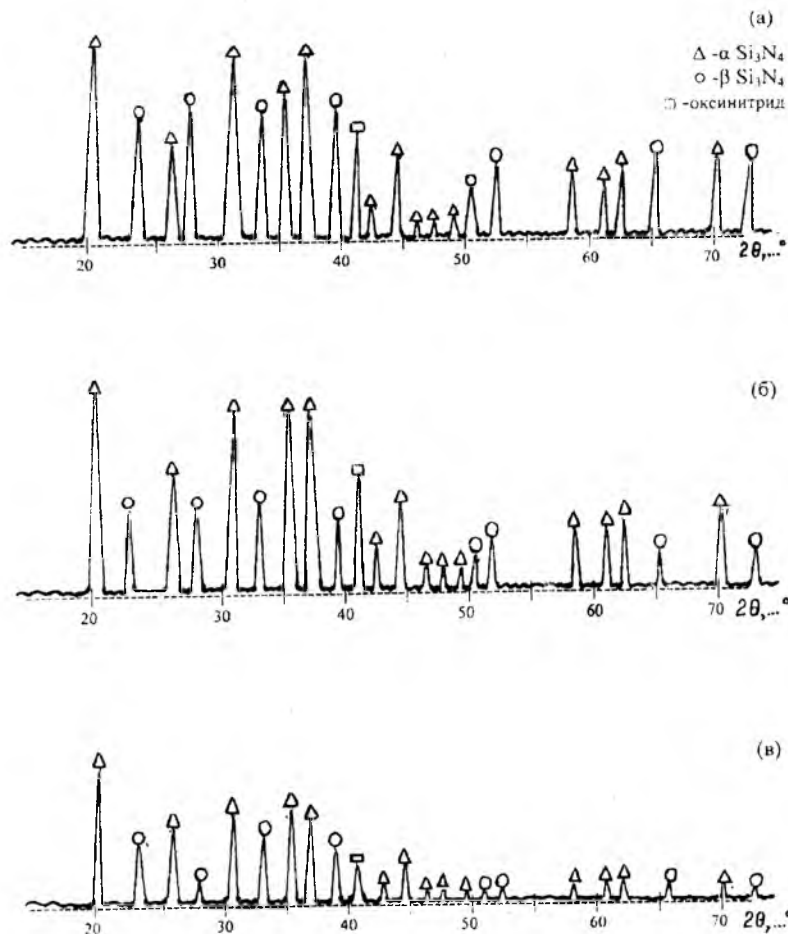 (а)
Δ -α Si₃N₄
○ -β Si₃N₄
□ -оксинитрид
20 30 40 50 60 70 2θ,...°
(б)
20 30 40 50 60 70 2θ,...°
(в)
20 30 40 50 60 70 2θ,...°